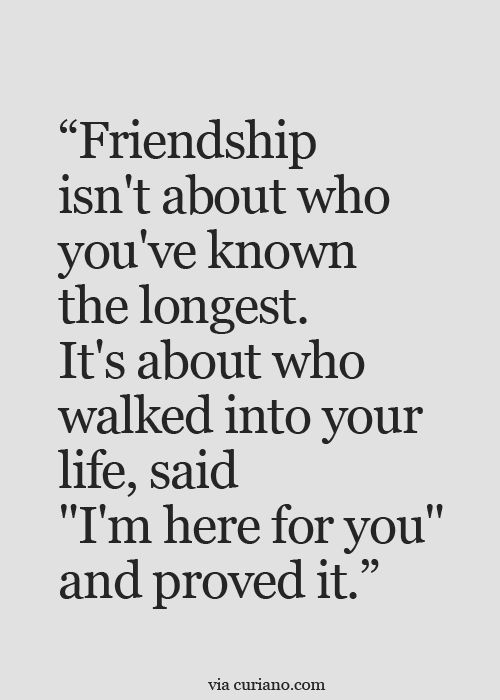 “Friendship
isn't about who
you've known
the longest.
It's about who
walked into your
life, said
"I'm here for you"
and proved it.”
via curiano.com